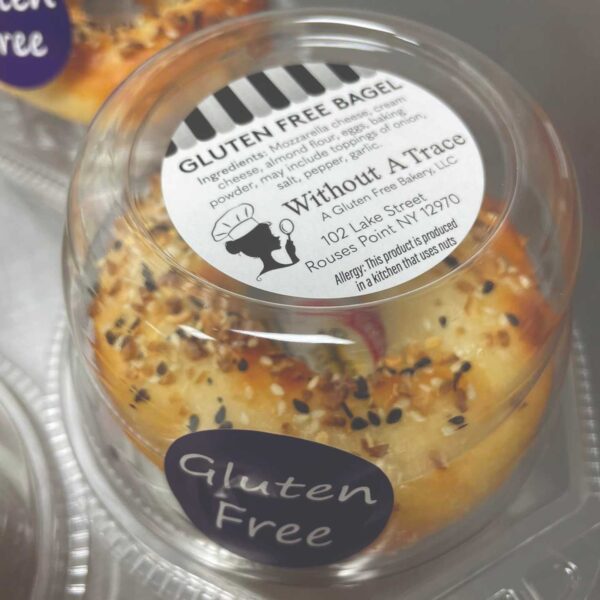 ten
ree
GLUTEN FREE BAGEL
Ingredients: Mozzarella cheese, cream
cheese, almond flour, eggs, baking
powder, may include toppings of onion,
salt, pepper, garlic.
Without A Trace
A Gluten Free Bakery, LLC
102 Lake Street
Rouses Point NY 12970
Allergy: This product is produced
in a kitchen that uses nuts
Gluten
Free